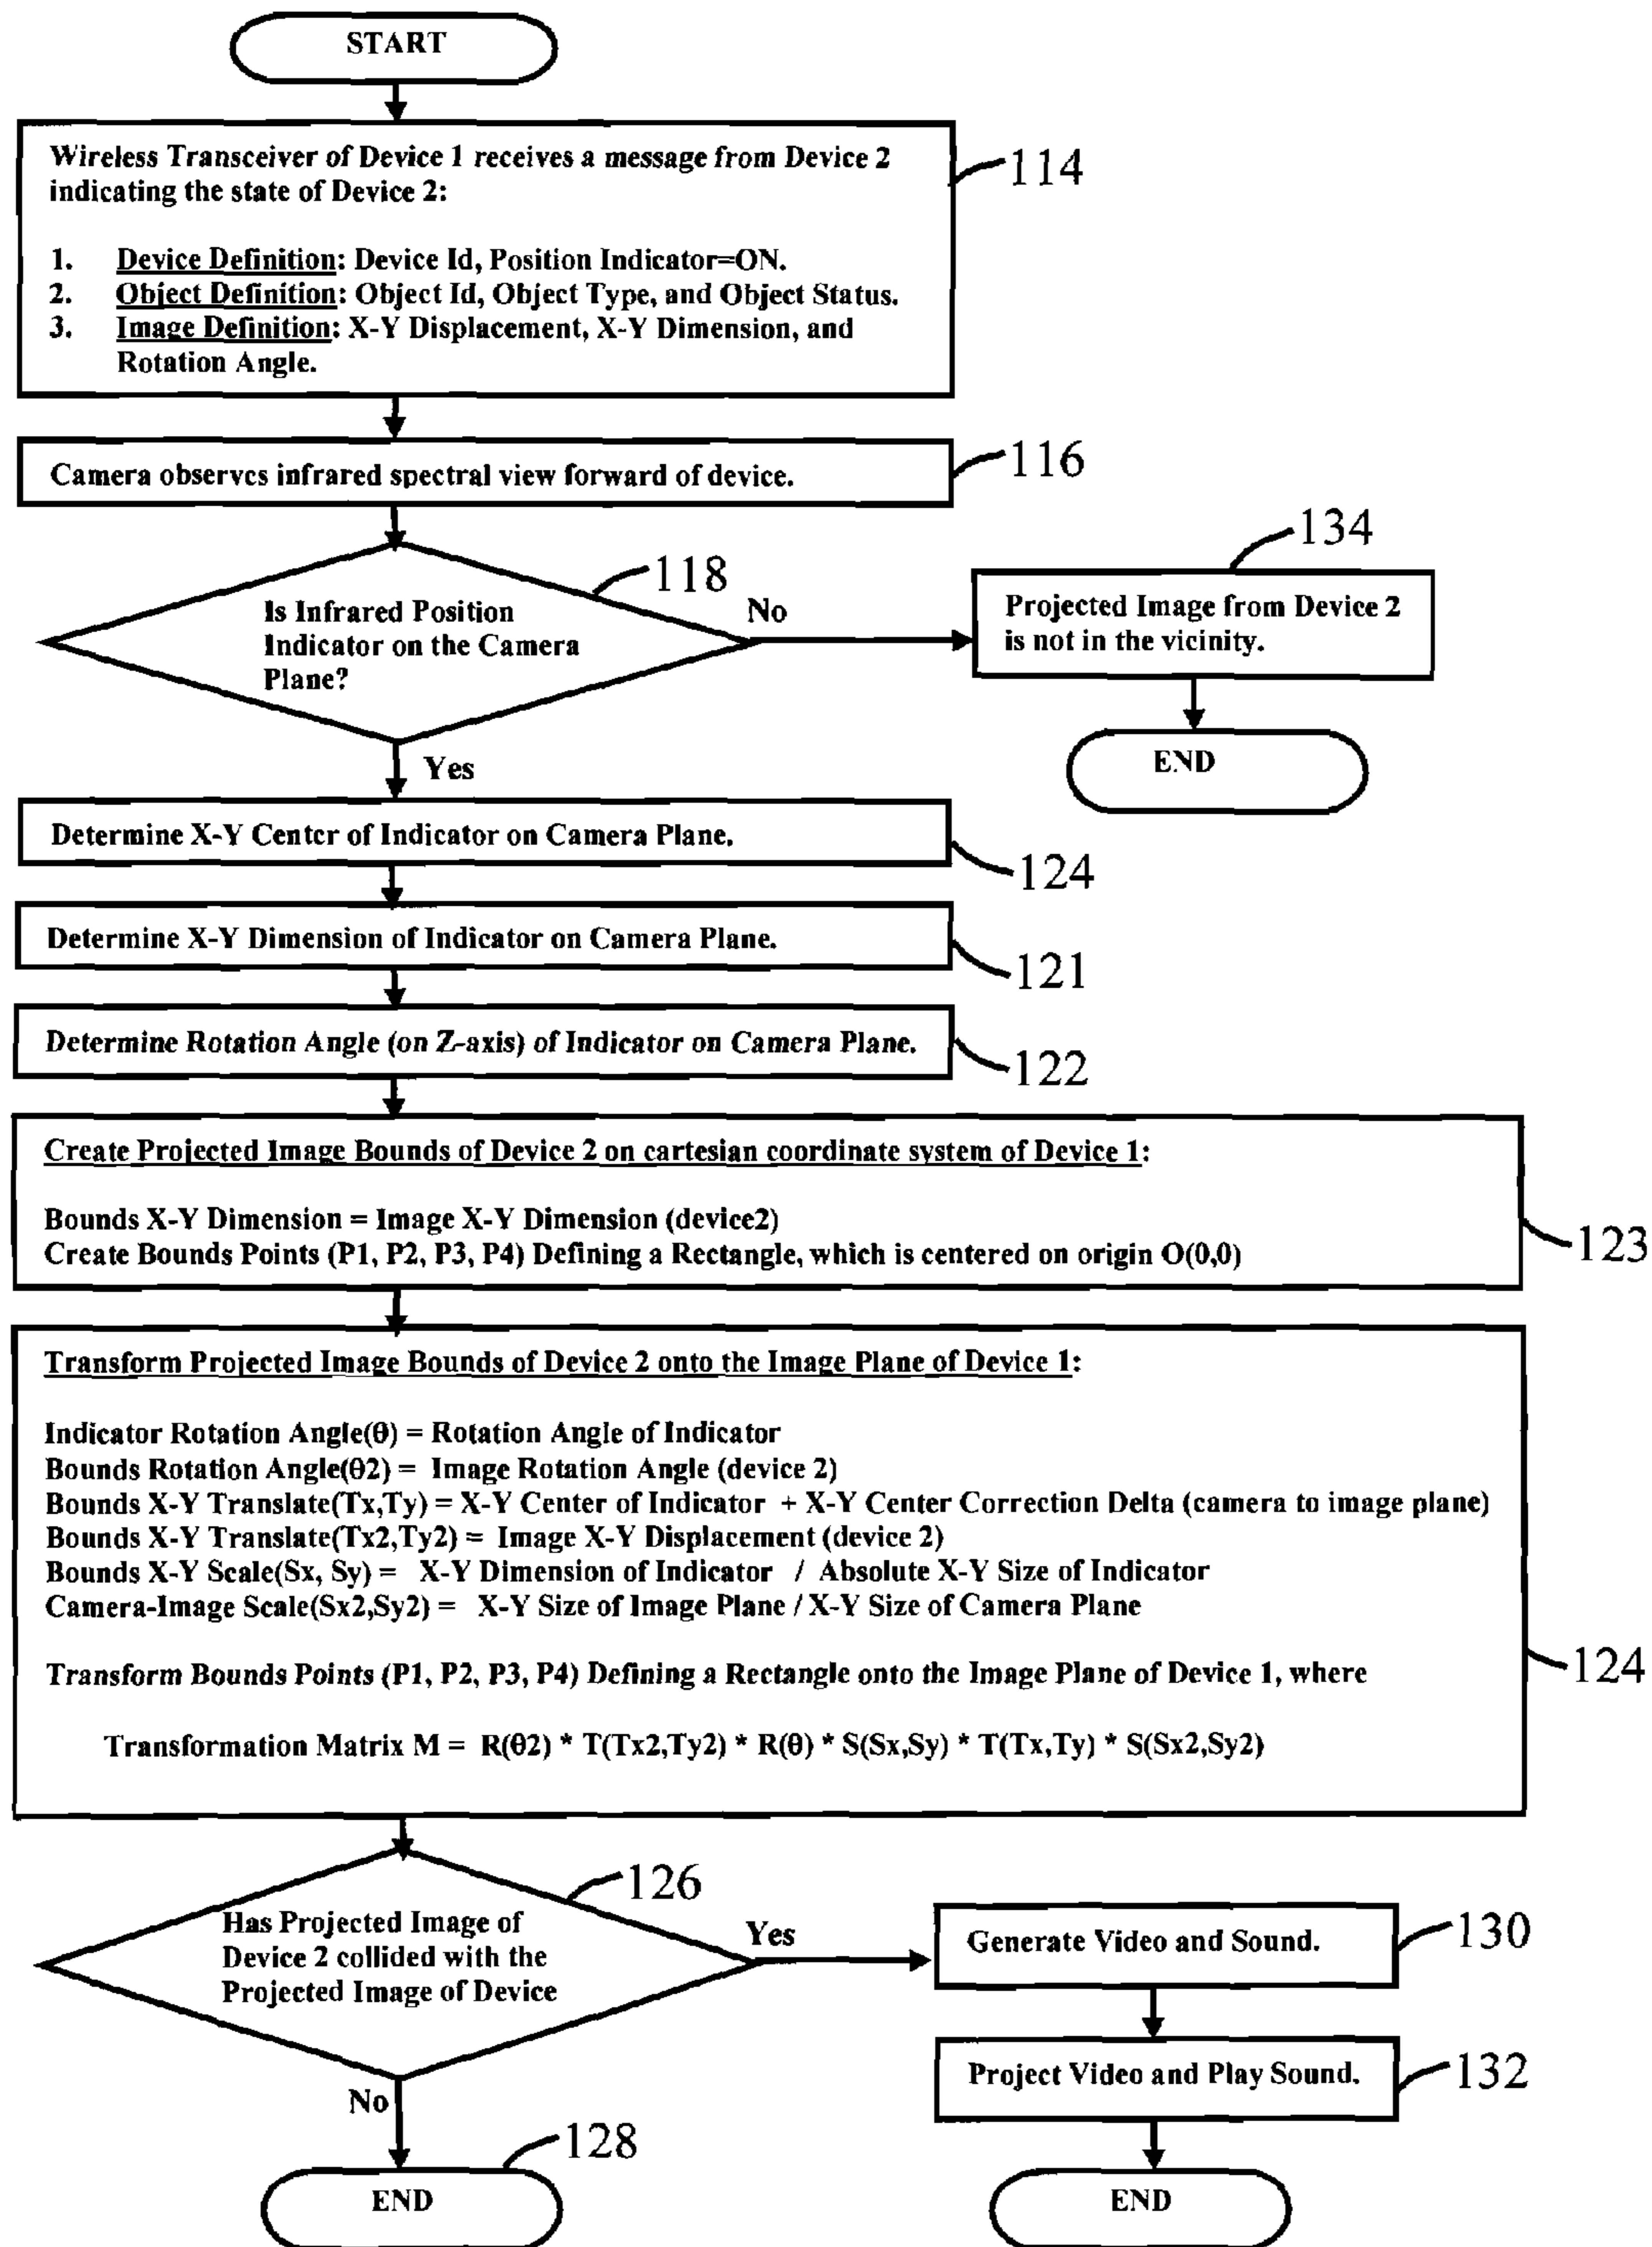 START
Wireless Transceiver of Device 1 receives a message from Device 2
indicating the state of Device 2:
1. Device Definition: Device Id, Position Indicator=ON.
2. Object Definition: Object Id, Object Type, and Object Status.
3. Image Definition: X-Y Displacement, X-Y Dimension, and
Rotation Angle.
114
Camera observes infrared spectral view forward of device.
116
Is Infrared Position
Indicator on the Camera
Plane?
118
No
134
Projected Image from Device 2
is not in the vicinity.
END
Yes
Determine X-Y Center of Indicator on Camera Plane.
124
Determine X-Y Dimension of Indicator on Camera Plane.
121
Determine Rotation Angle (on Z-axis) of Indicator on Camera Plane.
122
Create Projected Image Bounds of Device 2 on cartesian coordinate system of Device 1:
Bounds X-Y Dimension = Image X-Y Dimension (device2)
Create Bounds Points (P1, P2, P3, P4) Defining a Rectangle, which is centered on origin O(0,0)
123
Transform Projected Image Bounds of Device 2 onto the Image Plane of Device 1:
Indicator Rotation Angle(θ) = Rotation Angle of Indicator
Bounds Rotation Angle(θ2) = Image Rotation Angle (device 2)
Bounds X-Y Translate(Tx,Ty) = X-Y Center of Indicator + X-Y Center Correction Delta (camera to image plane)
Bounds X-Y Translate(Tx2,Ty2) = Image X-Y Displacement (device 2)
Bounds X-Y Scale(Sx, Sy) = X-Y Dimension of Indicator / Absolute X-Y Size of Indicator
Camera-Image Scale(Sx2,Sy2) = X-Y Size of Image Plane / X-Y Size of Camera Plane
Transform Bounds Points (P1, P2, P3, P4) Defining a Rectangle onto the Image Plane of Device 1, where
Transformation Matrix M = R(θ2) * T(Tx2,Ty2) * R(θ) * S(Sx,Sy) * T(Tx,Ty) * S(Sx2,Sy2)
124
Has Projected Image of
Device 2 collided with the
Projected Image of Device
126
Yes
Generate Video and Sound.
130
Project Video and Play Sound.
132
No
128
END
END